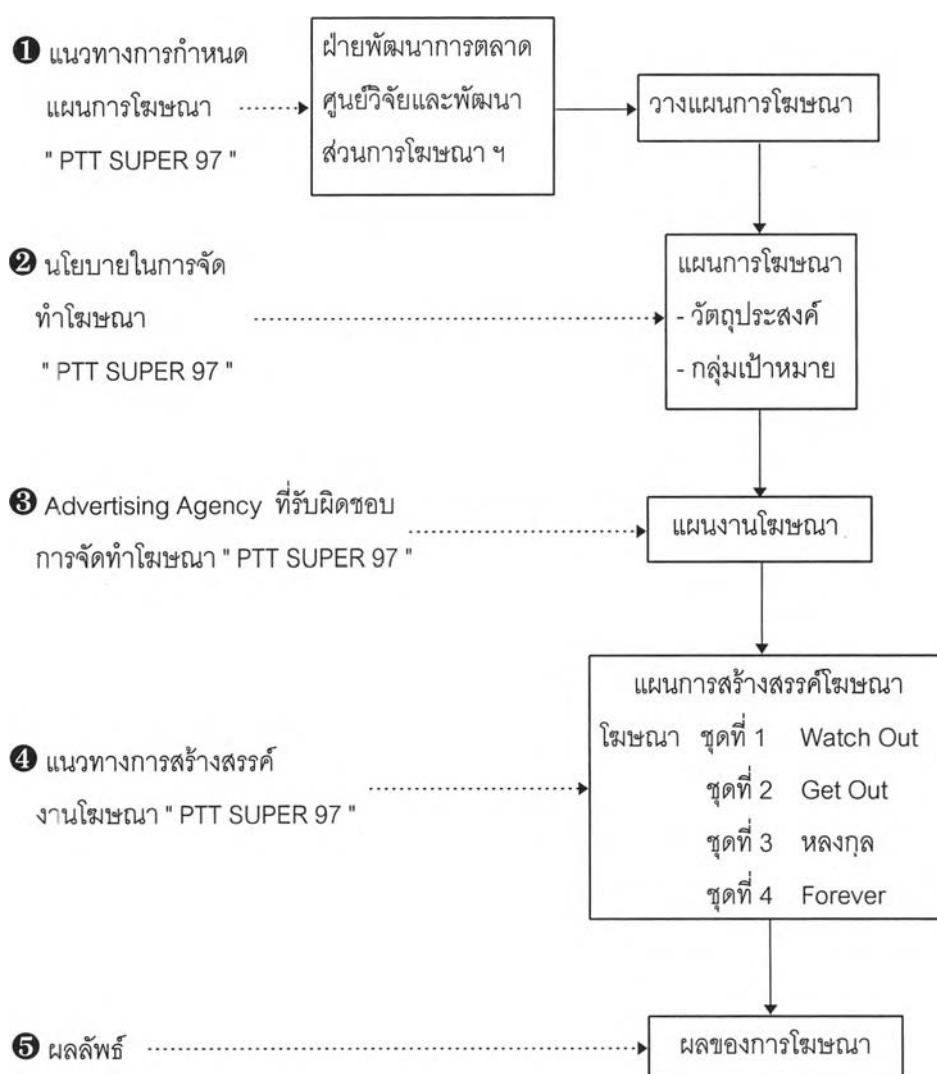 ❶ แนวทางการกำหนด
แผนการโฆษณา
" PTT SUPER 97 "
ฝ่ายพัฒนาการตลาด
ศูนย์วิจัยและพัฒนา
ส่วนการโฆษณา ฯ
วางแผนการโฆษณา
❷ นโยบายในการจัด
ทำโฆษณา
" PTT SUPER 97 "
แผนการโฆษณา
- วัตถุประสงค์
- กลุ่มเป้าหมาย
❸ Advertising Agency ที่รับผิดชอบ
การจัดทำโฆษณา " PTT SUPER 97 "
แผนงานโฆษณา
❹ แนวทางการสร้างสรรค์
งานโฆษณา " PTT SUPER 97 "
แผนการสร้างสรรค์โฆษณา
โฆษณา ชุดที่ 1 Watch Out
ชุดที่ 2 Get Out
ชุดที่ 3 หลงกุล
ชุดที่ 4 Forever
❺ ผลลัพธ์
ผลของการโฆษณา